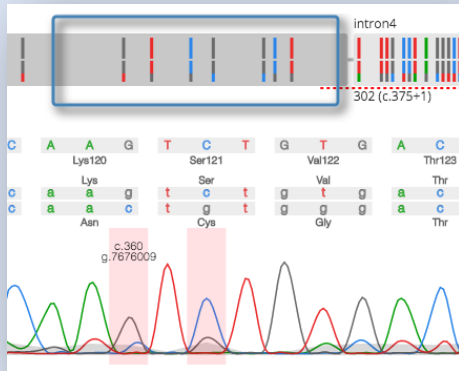 intron4
302 (c.375+1)
C A A G T C T G T G A C
Lys120 Ser121 Val122 Thr123
Lys Ser Val Thr
c a a g t c t g t g a c
c a a c t g t g g g a c
Asn Cys Gly Thr
c.360
g.7676009